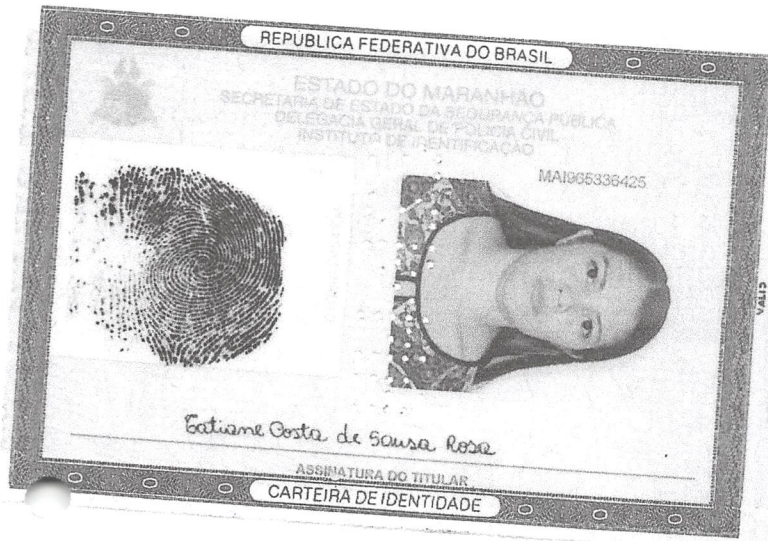 REPÚBLICA FEDERATIVA DO BRASIL
ESTADO DO MARANHÃO
SECRETARIA DE ESTADO DA SEGURANÇA PÚBLICA
DELEGACIA GERAL DE POLÍCIA CIVIL
INSTITUTO DE IDENTIFICAÇÃO
MAI965336425
Tatiane Costa de Sousa Rosa
ASSINATURA DO TITULAR
CARTEIRA DE IDENTIDADE